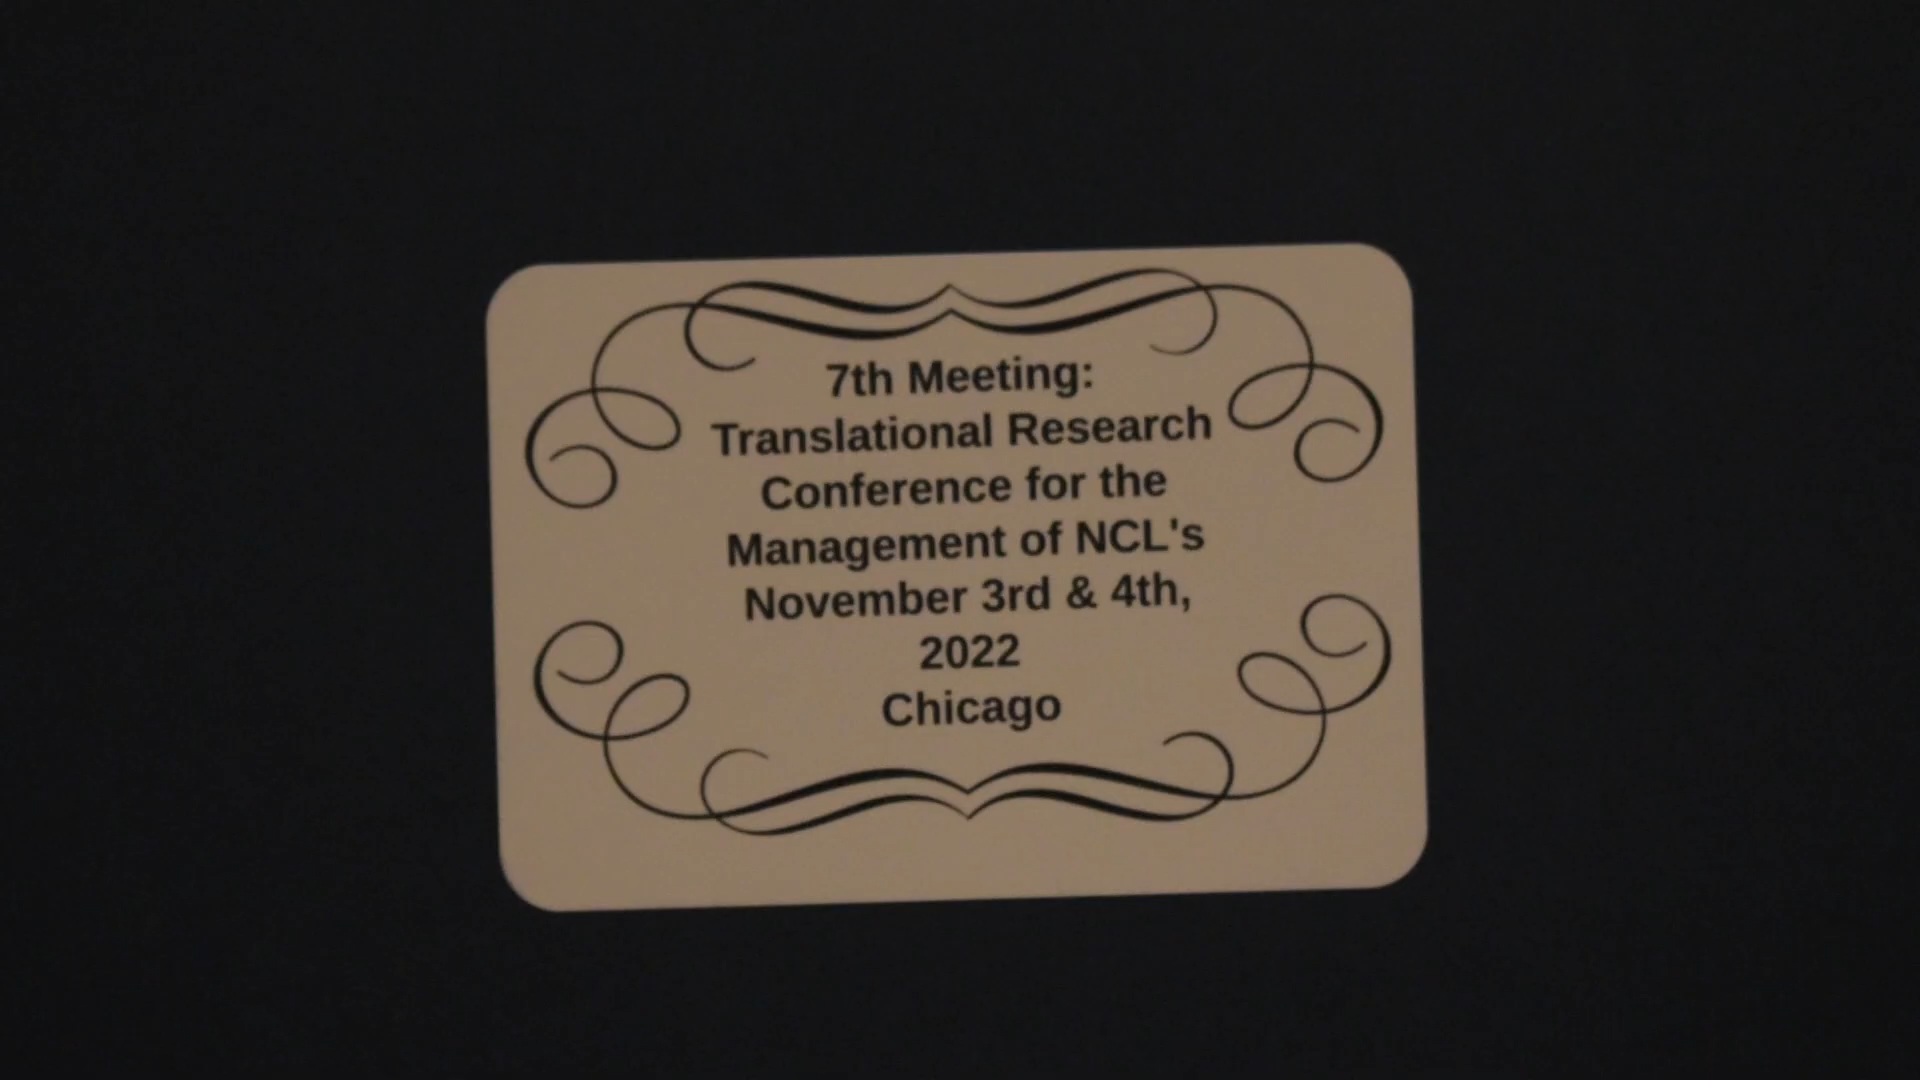 7th Meeting:
Translational Research
Conference for the
Management of NCL's
November 3rd & 4th,
2022
Chicago